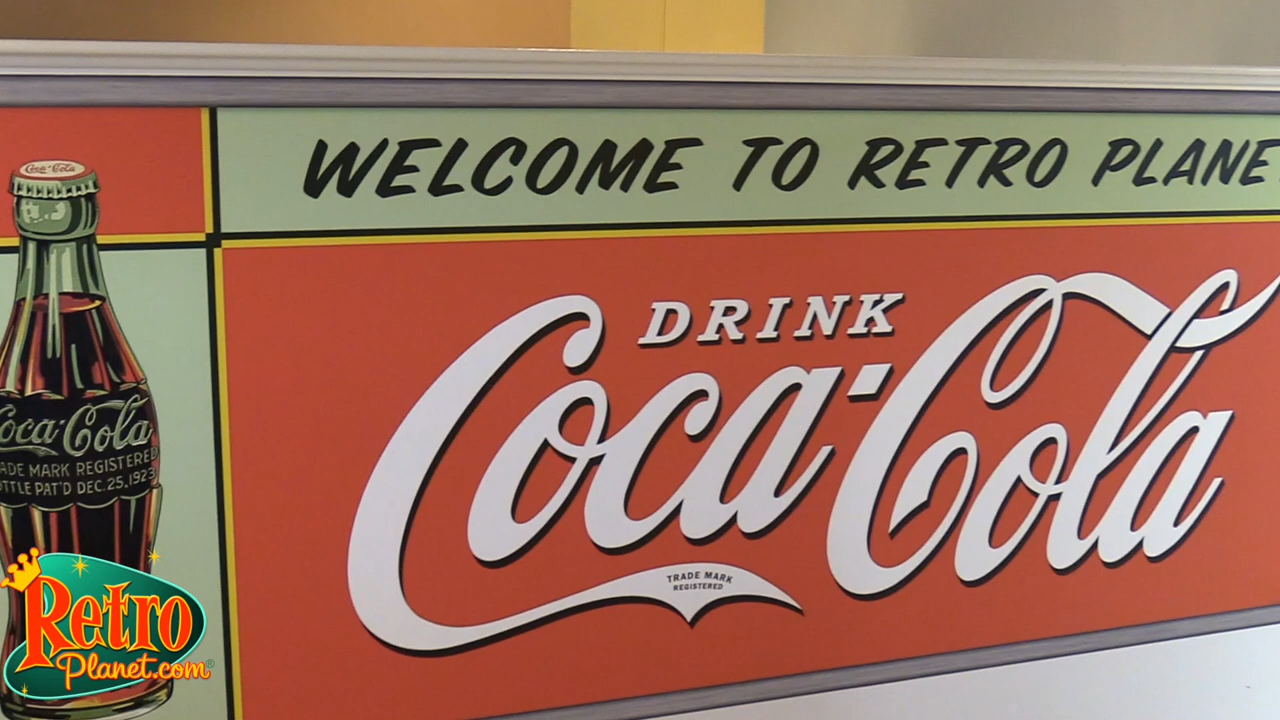 WELCOME TO RETRO PLANE
DRINK
Coca-Cola
TRADE MARK
REGISTERED
Coca-Cola
Coca-Cola
TRADE MARK REGISTERED
BOTTLE PAT'D DEC. 25, 1923
Retro
Planet.com®